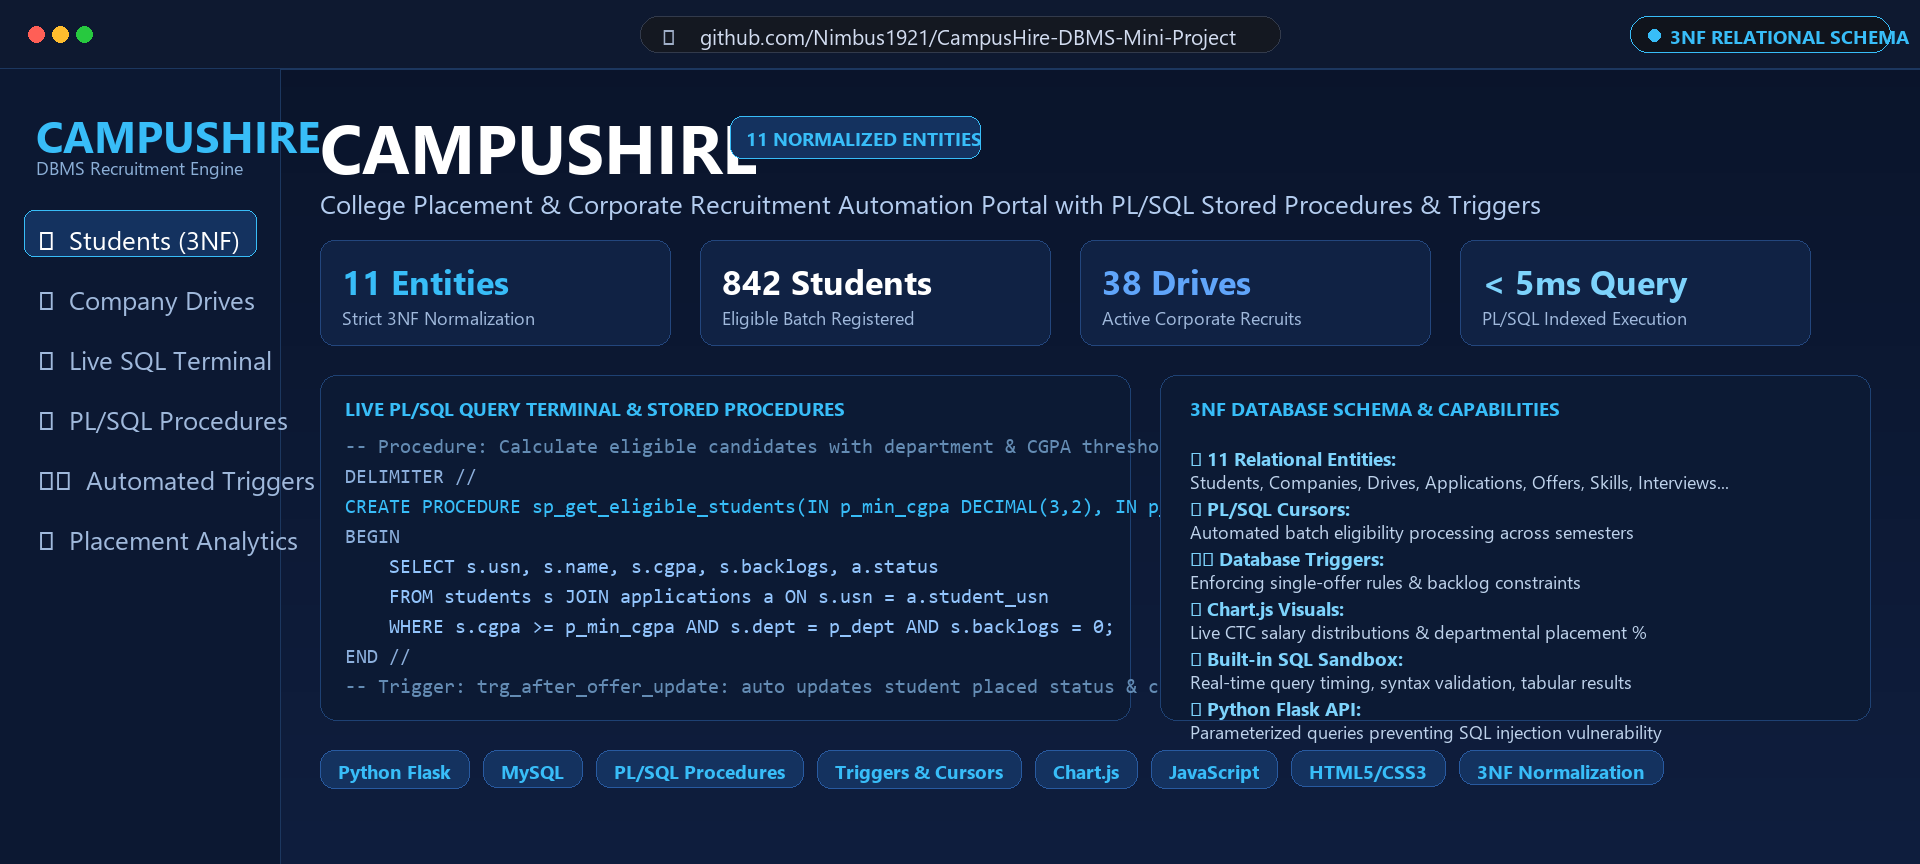 github.com/Nimbus1921/CampusHire-DBMS-Mini-Project
3NF RELATIONAL SCHEMA
CAMPUSHIRE
DBMS Recruitment Engine
Students (3NF)
Company Drives
Live SQL Terminal
PL/SQL Procedures
Automated Triggers
Placement Analytics
CAMPUSHIRE
11 NORMALIZED ENTITIES
College Placement & Corporate Recruitment Automation Portal with PL/SQL Stored Procedures & Triggers
11 Entities
Strict 3NF Normalization
842 Students
Eligible Batch Registered
38 Drives
Active Corporate Recruits
< 5ms Query
PL/SQL Indexed Execution
LIVE PL/SQL QUERY TERMINAL & STORED PROCEDURES
-- Procedure: Calculate eligible candidates with department & CGPA thresho
DELIMITER //
CREATE PROCEDURE sp_get_eligible_students(IN p_min_cgpa DECIMAL(3,2), IN p_
BEGIN
    SELECT s.usn, s.name, s.cgpa, s.backlogs, a.status
    FROM students s JOIN applications a ON s.usn = a.student_usn
    WHERE s.cgpa >= p_min_cgpa AND s.dept = p_dept AND s.backlogs = 0;
END //
-- Trigger: trg_after_offer_update: auto updates student placed status & c
3NF DATABASE SCHEMA & CAPABILITIES
11 Relational Entities:
Students, Companies, Drives, Applications, Offers, Skills, Interviews...
PL/SQL Cursors:
Automated batch eligibility processing across semesters
Database Triggers:
Enforcing single-offer rules & backlog constraints
Chart.js Visuals:
Live CTC salary distributions & departmental placement %
Built-in SQL Sandbox:
Real-time query timing, syntax validation, tabular results
Python Flask API:
Parameterized queries preventing SQL injection vulnerability
Python Flask
MySQL
PL/SQL Procedures
Triggers & Cursors
Chart.js
JavaScript
HTML5/CSS3
3NF Normalization